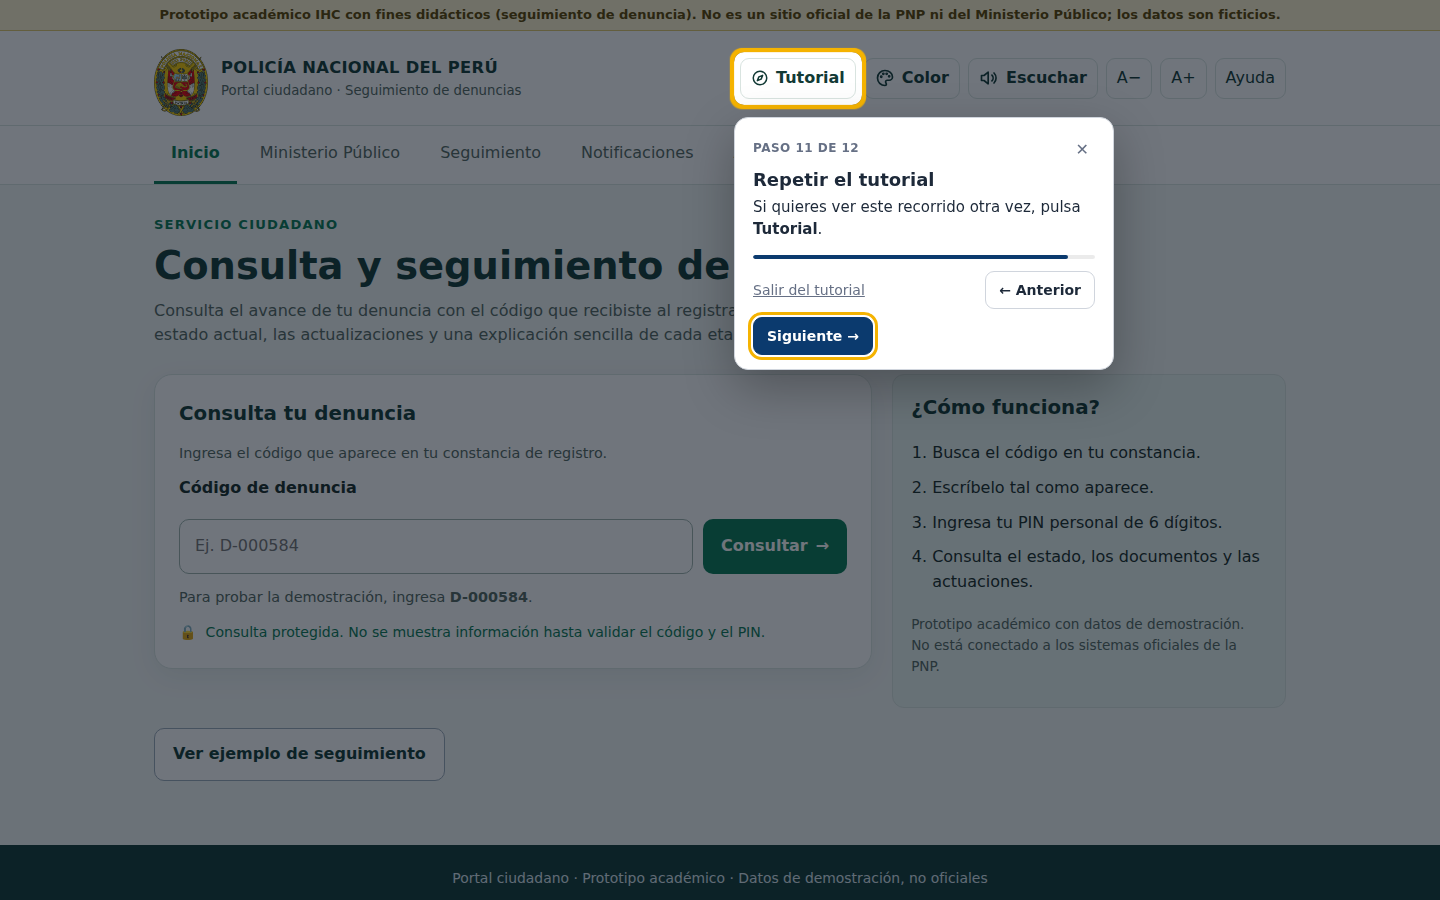 Prototipo académico IHC con fines didácticos (seguimiento de denuncia). No es un sitio oficial de la PNP ni del Ministerio Público; los datos son ficticios.
POLICÍA NACIONAL DEL PERÚ
Portal ciudadano · Seguimiento de denuncias
Tutorial
Color
Escuchar
A−
A+
Ayuda
Inicio
Ministerio Público
Seguimiento
Notificaciones
PASO 11 DE 12
×
Repetir el tutorial
Si quieres ver este recorrido otra vez, pulsa
Tutorial.
Salir del tutorial
← Anterior
Siguiente →
SERVICIO CIUDADANO
Consulta y seguimiento de
Consulta el avance de tu denuncia con el código que recibiste al
estado actual, las actualizaciones y una explicación sencilla de cada
Consulta tu denuncia
Ingresa el código que aparece en tu constancia de registro.
Código de denuncia
Ej. D-000584
Consultar →
Para probar la demostración, ingresa D-000584.
🔒 Consulta protegida. No se muestra información hasta validar el código y el PIN.
¿Cómo funciona?
1. Busca el código en tu constancia.
2. Escríbelo tal como aparece.
3. Ingresa tu PIN personal de 6 dígitos.
4. Consulta el estado, los documentos y las
actuaciones.
Prototipo académico con datos de demostración.
No está conectado a los sistemas oficiales de la
PNP.
Ver ejemplo de seguimiento
Portal ciudadano · Prototipo académico · Datos de demostración, no oficiales